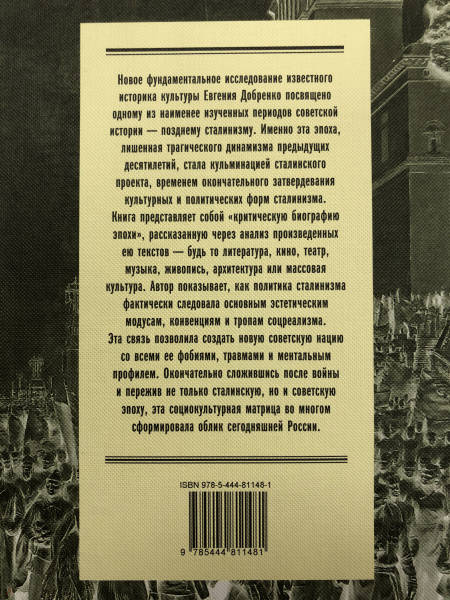 Новое фундаментальное исследование известного
историка культуры Евгения Добренко посвящено
одному из наименее изученных периодов советской
истории — позднему сталинизму. Именно эта эпоха,
лишенная трагического динамизма предыдущих
десятилетий, стала кульминацией сталинского
проекта, временем окончательного затвердевания
культурных и политических форм сталинизма.
Книга представляет собой «критическую биографию
эпохи», рассказанную через анализ произведенных
ею текстов — будь то литература, кино, театр,
музыка, живопись, архитектура или массовая
культура. Автор показывает, как политика сталинизма
фактически следовала основным эстетическим
модусам, конвенциям и тропам соцреализма.
Эта связь позволила создать новую советскую нацию
со всеми ее фобиями, травмами и ментальным
профилем. Окончательно сложившись после войны
и пережив не только сталинскую, но и советскую
эпоху, эта социокультурная матрица во многом
сформировала облик сегодняшней России.
ISBN 978-5-444-81148-1
9 785444 811481